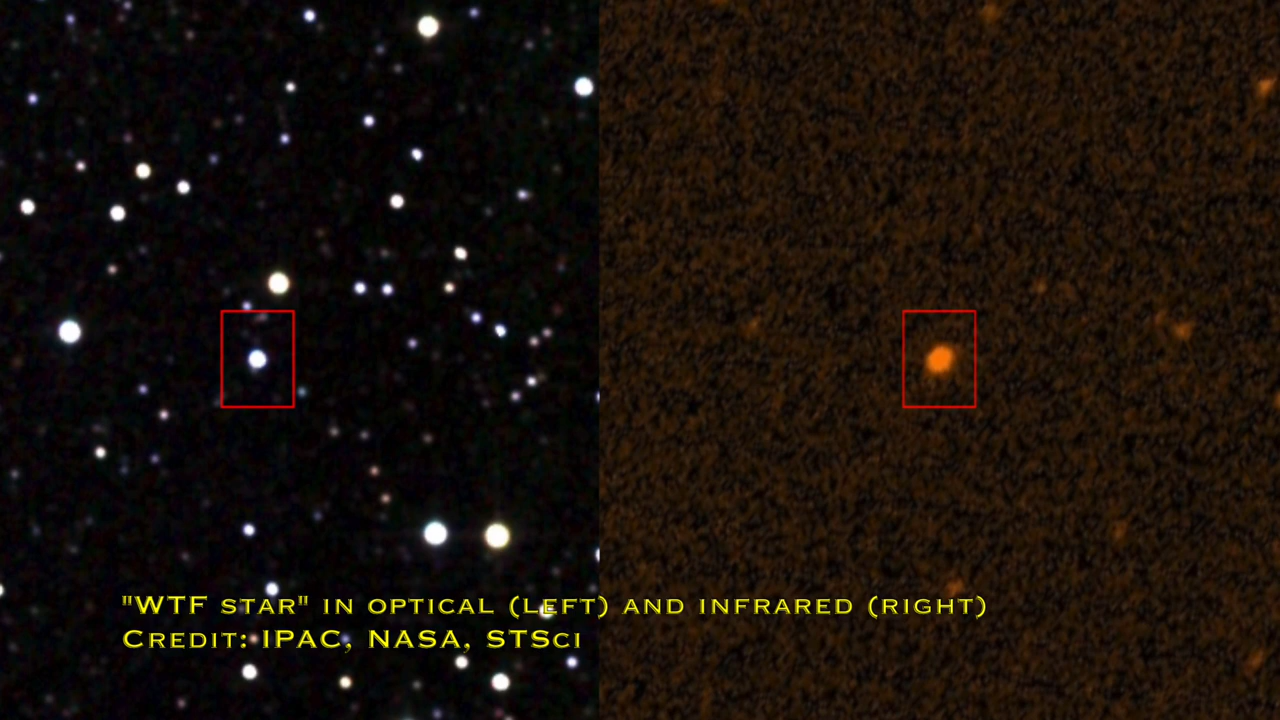 "WTF STAR" IN OPTICAL (LEFT) AND INFRARED (RIGHT)
CREDIT: IPAC, NASA, STSCI